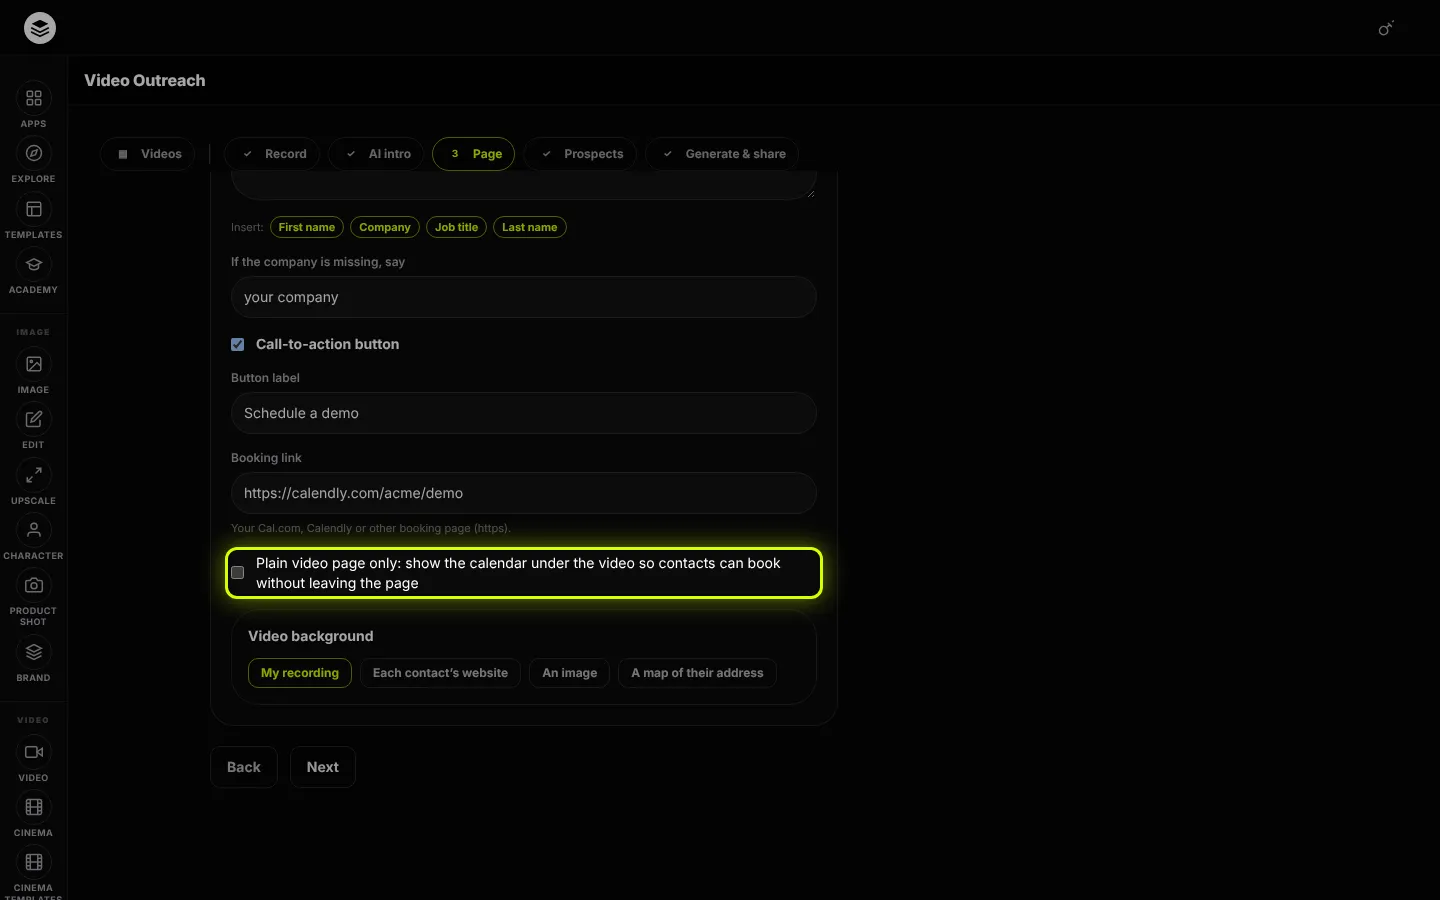 Video Outreach
APPS
EXPLORE
TEMPLATES
ACADEMY
IMAGE
IMAGE
EDIT
UPSCALE
CHARACTER
PRODUCT
SHOT
BRAND
VIDEO
VIDEO
CINEMA
CINEMA
TEMPLATES
Videos
Record
AI intro
3 Page
Prospects
Generate & share
Insert: First name Company Job title Last name
If the company is missing, say
your company
Call-to-action button
Button label
Schedule a demo
Booking link
https://calendly.com/acme/demo
Your Cal.com, Calendly or other booking page (https).
Plain video page only: show the calendar under the video so contacts can book
without leaving the page
Video background
My recording Each contact’s website An image A map of their address
Back Next